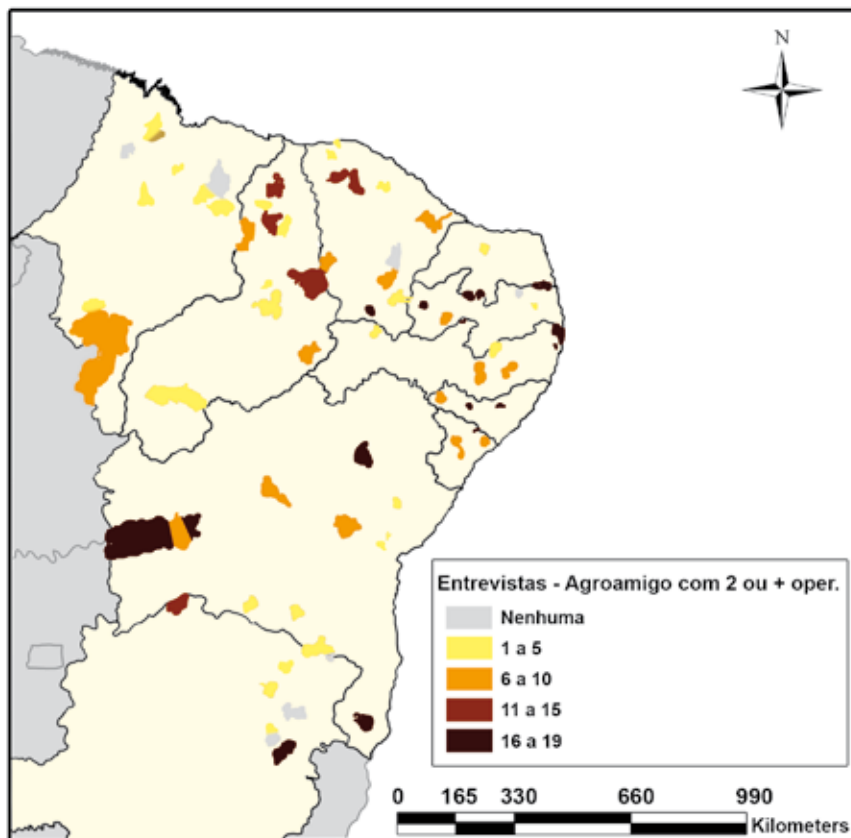 N
Entrevistas - Agroamigo com 2 ou + oper.
Nenhuma
1 a 5
6 a 10
11 a 15
16 a 19
0 165 330 660 990
Kilometers